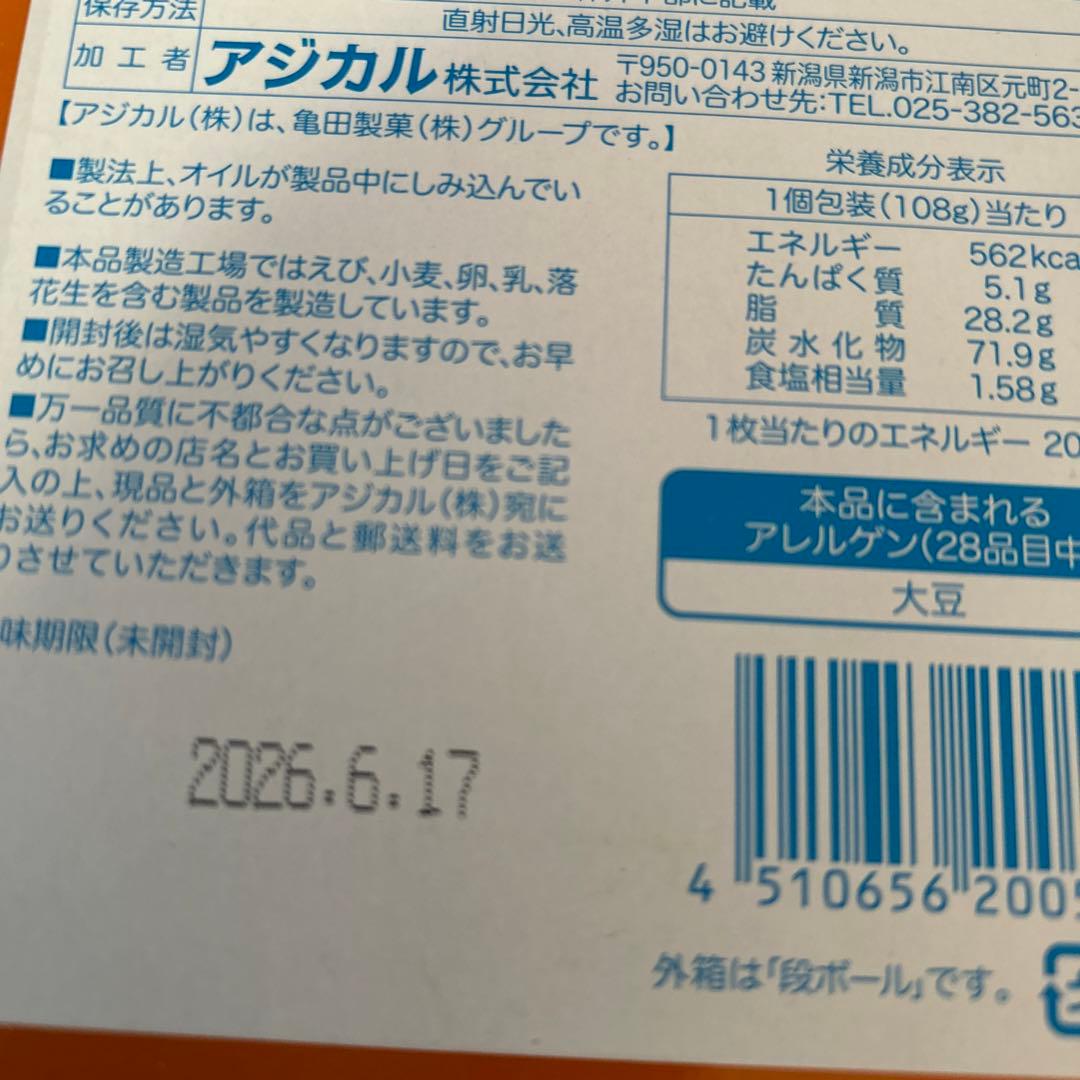 保存方法
直射日光、高温多湿はお避けください。
加工者 アジカル株式会社
〒950-0143 新潟県新潟市江南区元町2-
お問い合わせ先:TEL.025-382-563
【アジカル(株)は、亀田製菓(株)グループです。】
■製法上、オイルが製品中にしみ込んでい
ることがあります。
■本品製造工場ではえび、小麦、卵、乳、落
花生を含む製品を製造しています。
■開封後は湿気やすくなりますので、お早
めにお召し上がりください。
■万一品質に不都合な点がございました
ら、お求めの店名とお買い上げ日をご記
入の上、現品と外箱をアジカル(株)宛に
お送りください。代品と郵送料をお送
りさせていただきます。
味期限(未開封)
2026.6.17
栄養成分表示
1個包装(108g)当たり
エネルギー 562kca
たんぱく質 5.1g
脂質 28.2g
炭水化物 71.9g
食塩相当量 1.58g
1枚当たりのエネルギー 20
本品に含まれる
アレルゲン(28品目中
大豆
4 510656 200
外箱は「段ボール」です。